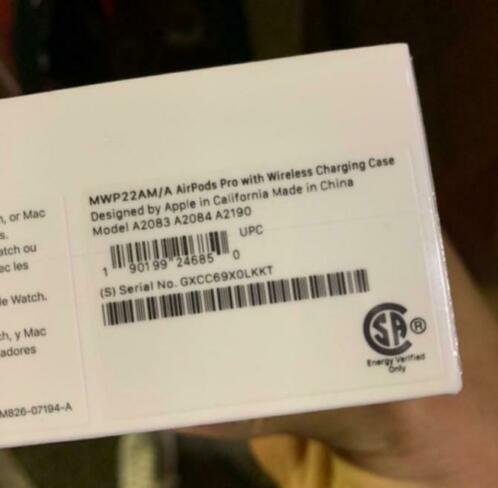 n, or Mac
s.
atch ou
ec les
le Watch.
ch, y Mac
adores
M826-07194-A
MWP22AM/A AirPods Pro with Wireless Charging Case
Designed by Apple in California Made in China
Model A2083 A2084 A2190
UPC
1 90199 24685 0
(S) Serial No. GXCC69X0LKKT
SA ®
Energy Verified
Only